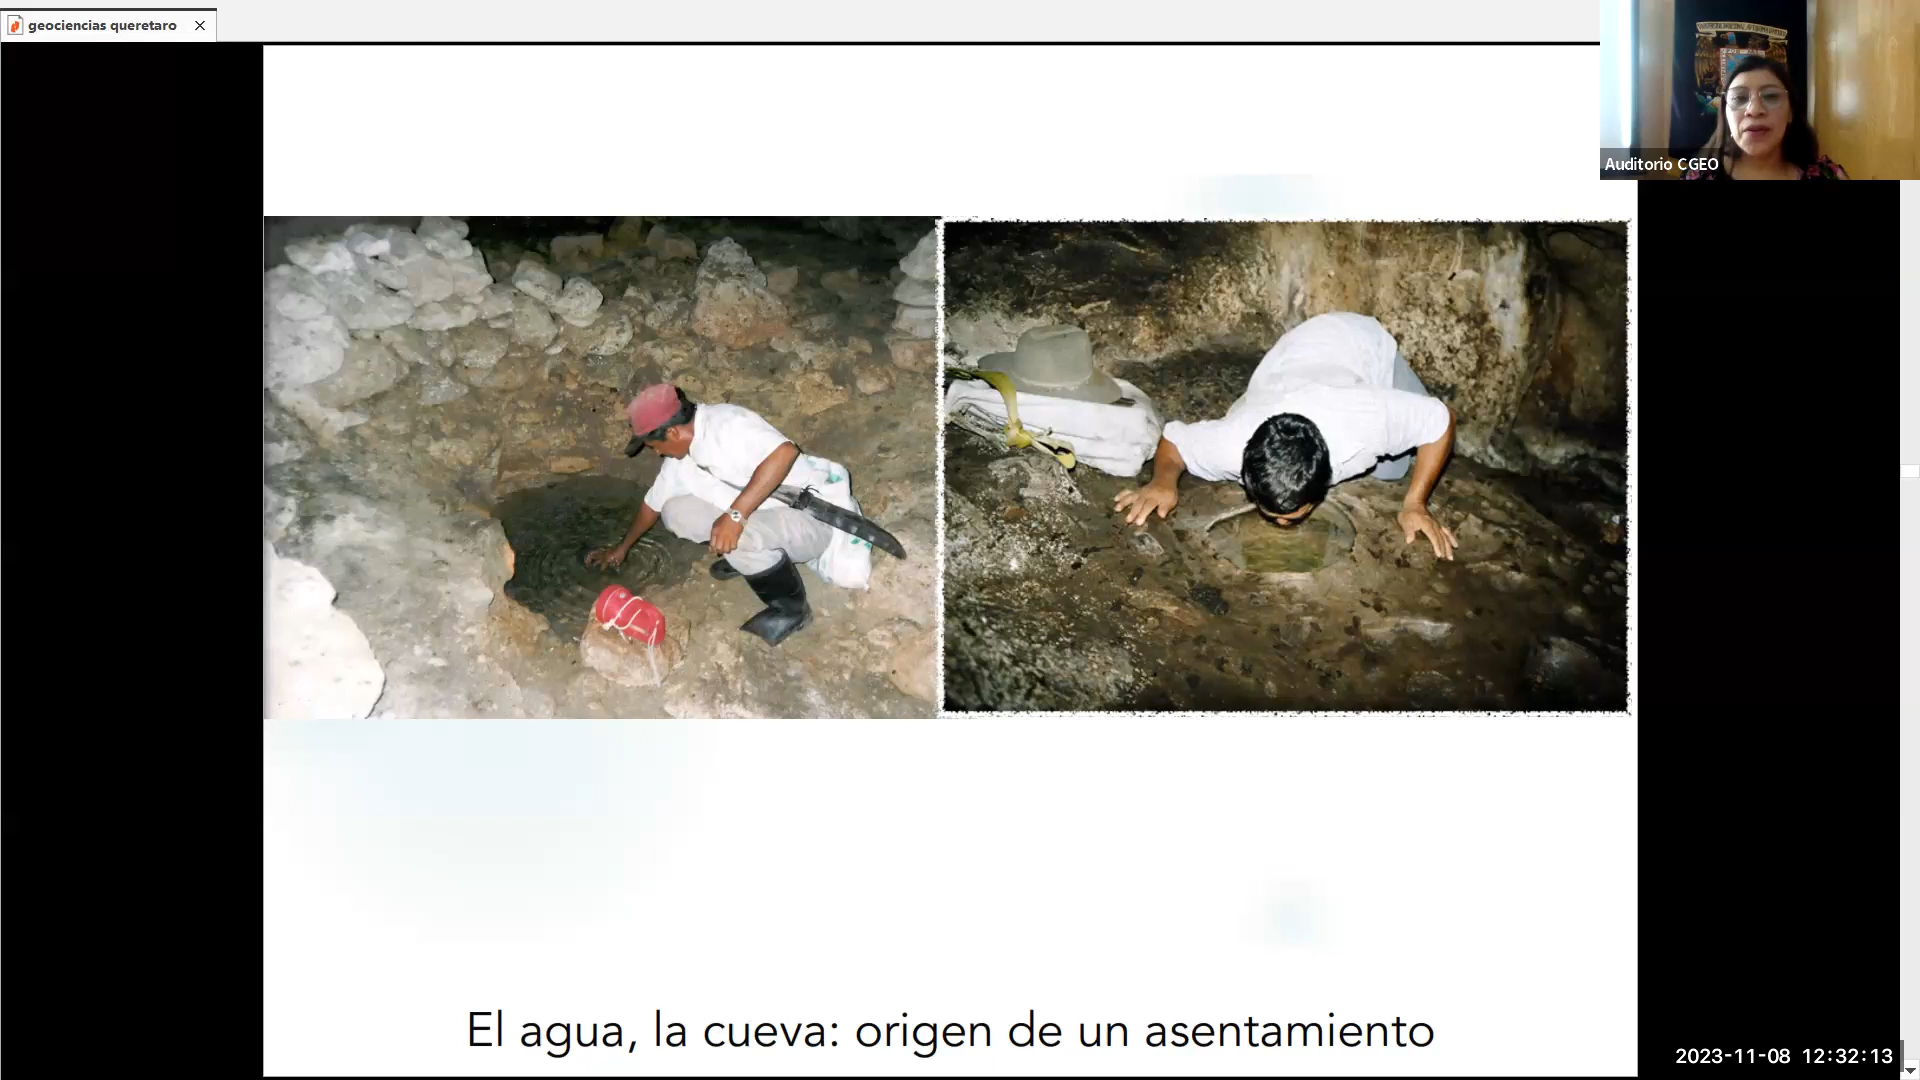 geociencias queretaro
Auditorio CGEO
El agua, la cueva: origen de un asentamiento
2023-11-08 12:32:13